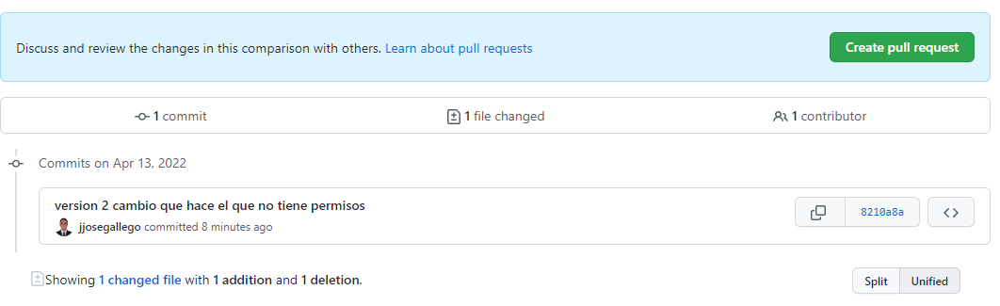 Discuss and review the changes in this comparison with others. Learn about pull requests
Create pull request
1 commit
1 file changed
1 contributor
Commits on Apr 13, 2022
version 2 cambio que hace el que no tiene permisos
jjosegallego committed 8 minutes ago
8210a8a
Showing 1 changed file with 1 addition and 1 deletion.
Split
Unified